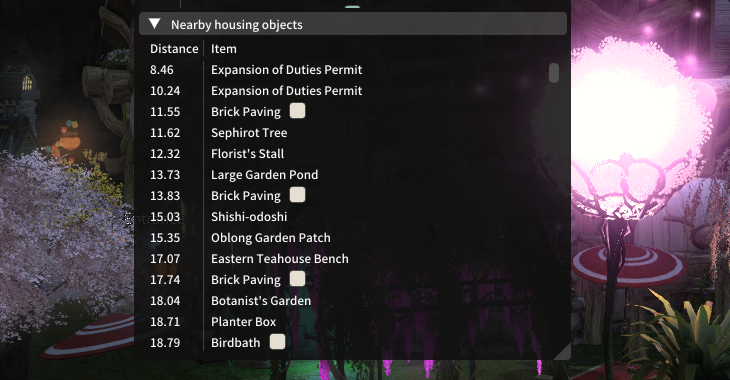 Nearby housing objects
Distance Item
8.46 Expansion of Duties Permit
10.24 Expansion of Duties Permit
11.55 Brick Paving
11.62 Sephirot Tree
12.32 Florist's Stall
13.73 Large Garden Pond
13.83 Brick Paving
15.03 Shishi-odoshi
15.35 Oblong Garden Patch
17.07 Eastern Teahouse Bench
17.74 Brick Paving
18.04 Botanist's Garden
18.71 Planter Box
18.79 Birdbath